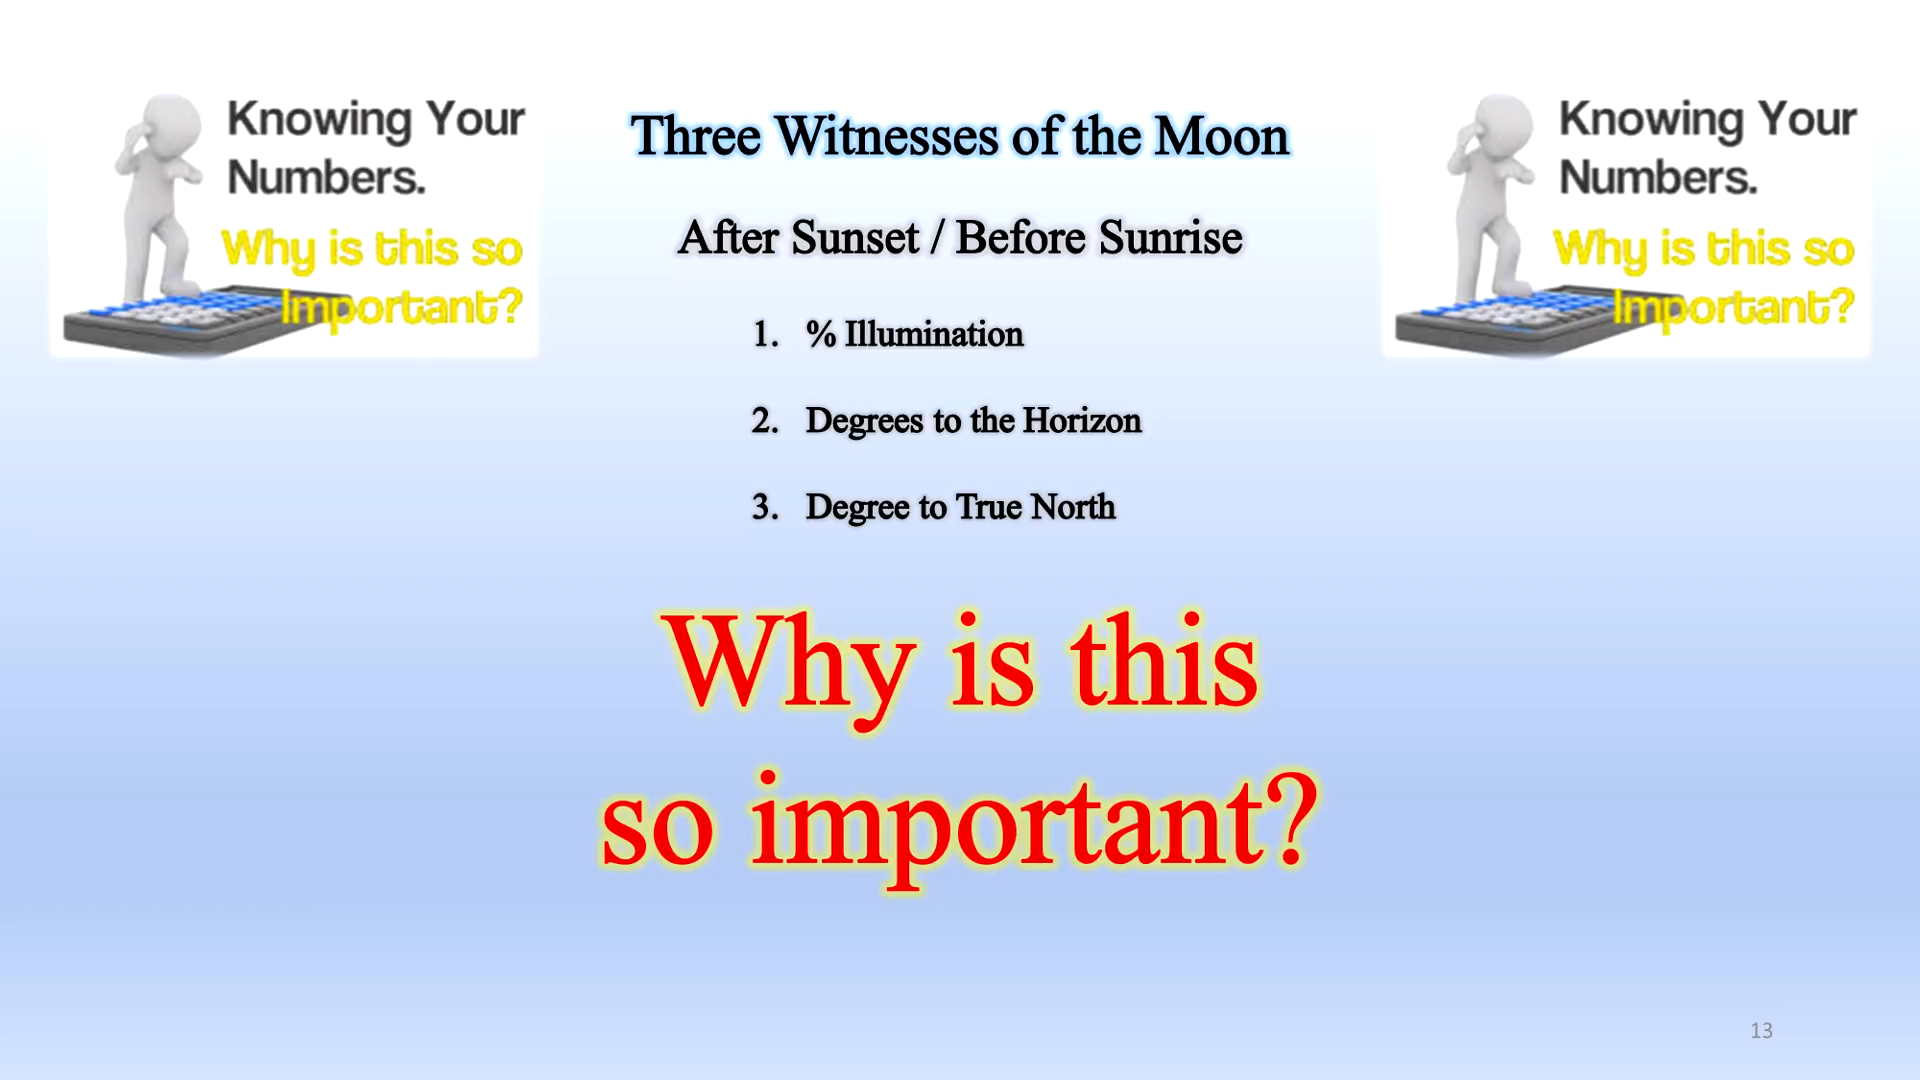 Knowing Your
Numbers.
Why is this so
Important?
Three Witnesses of the Moon
After Sunset / Before Sunrise
1. % Illumination
2. Degrees to the Horizon
3. Degree to True North
Knowing Your
Numbers.
Why is this so
Important?
Why is this
so important?
13